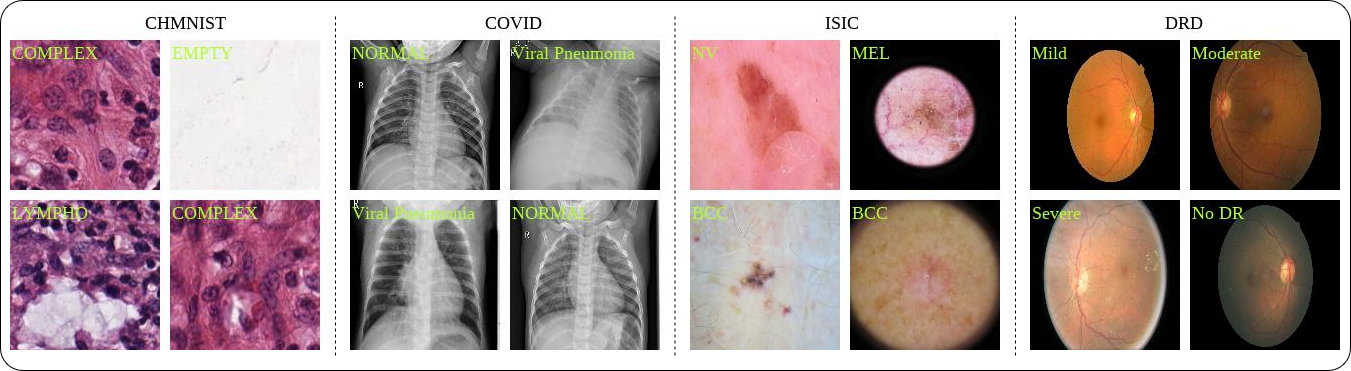 CHMNIST
COVID
ISIC
DRD
COMPLEX
EMPTY
NORMAL
R
Viral Pneumonia
NV
MEL
Mild
Moderate
LYMPHO
COMPLEX
R
Viral Pneumonia
NORMAL
R
BCC
BCC
Severe
No DR